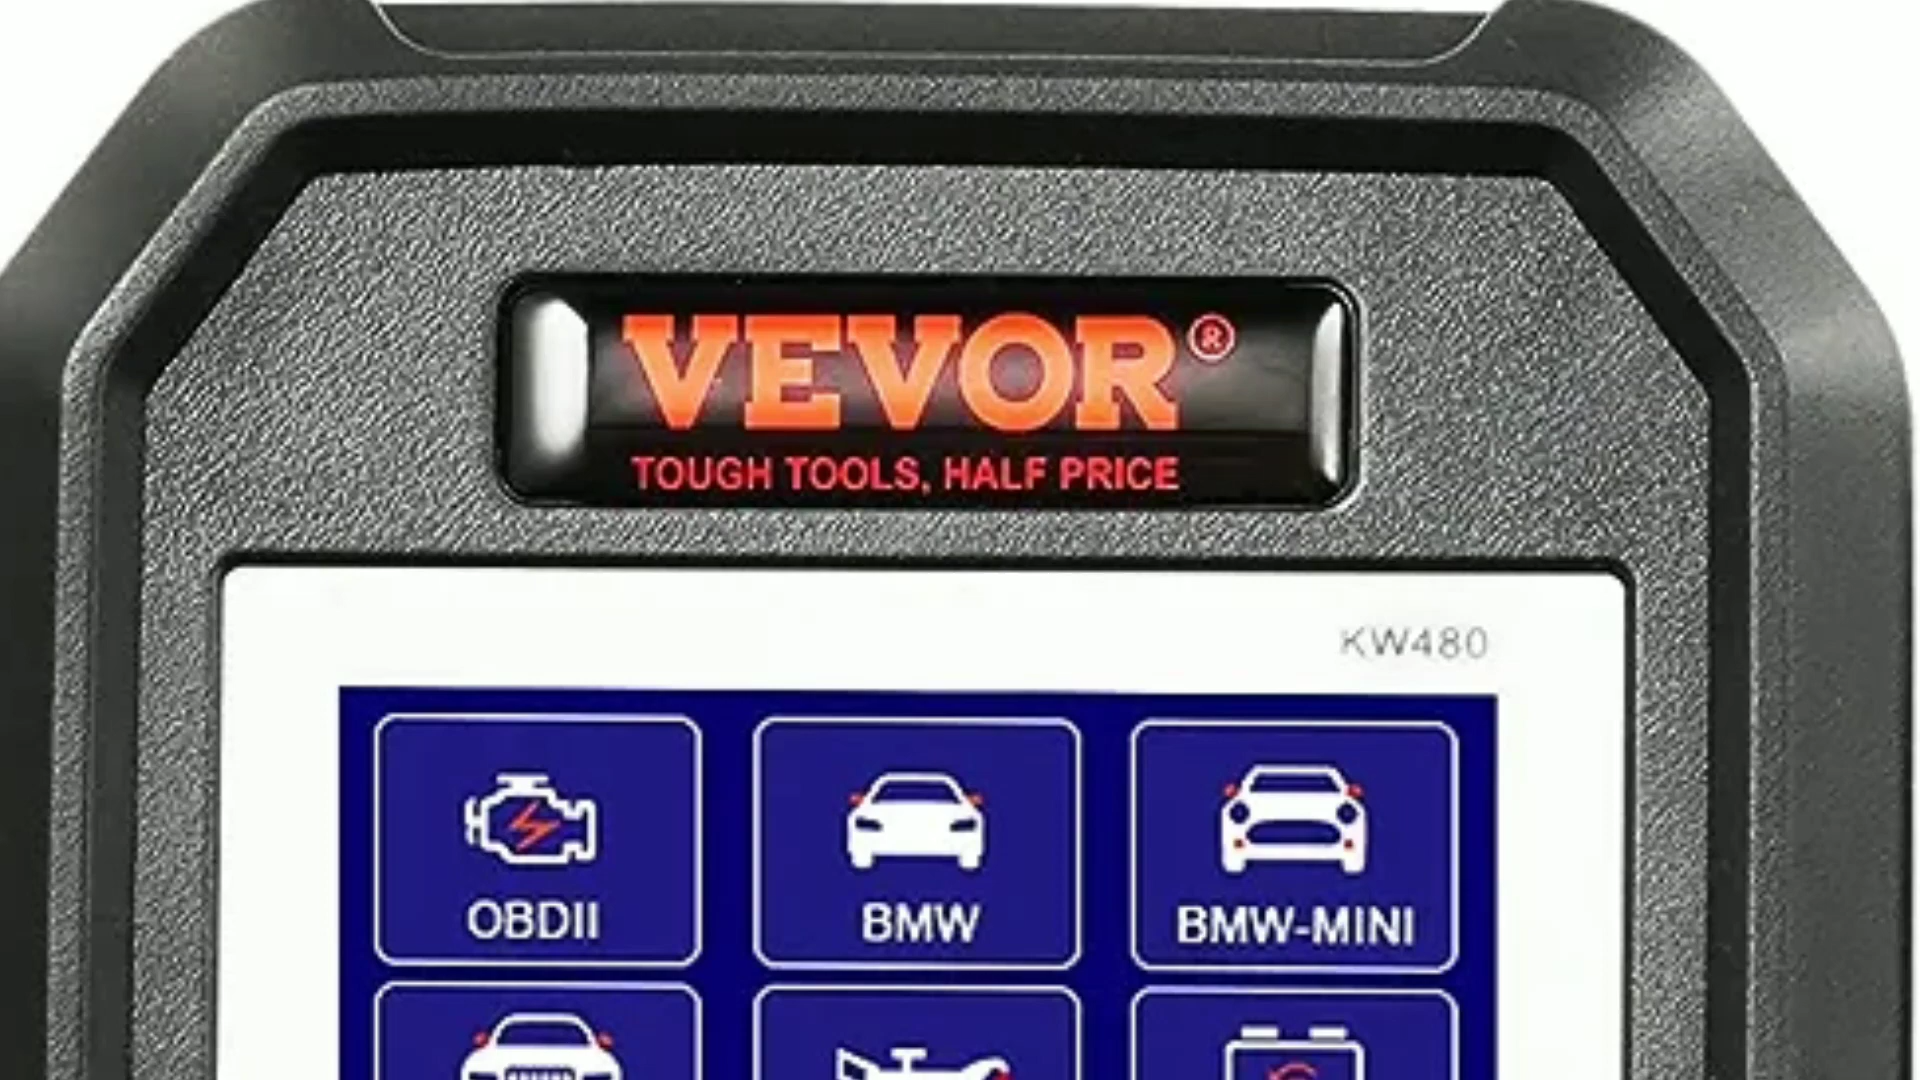 VEVOR®
TOUGH TOOLS, HALF PRICE
KW480
OBDII
BMW
BMW-MINI